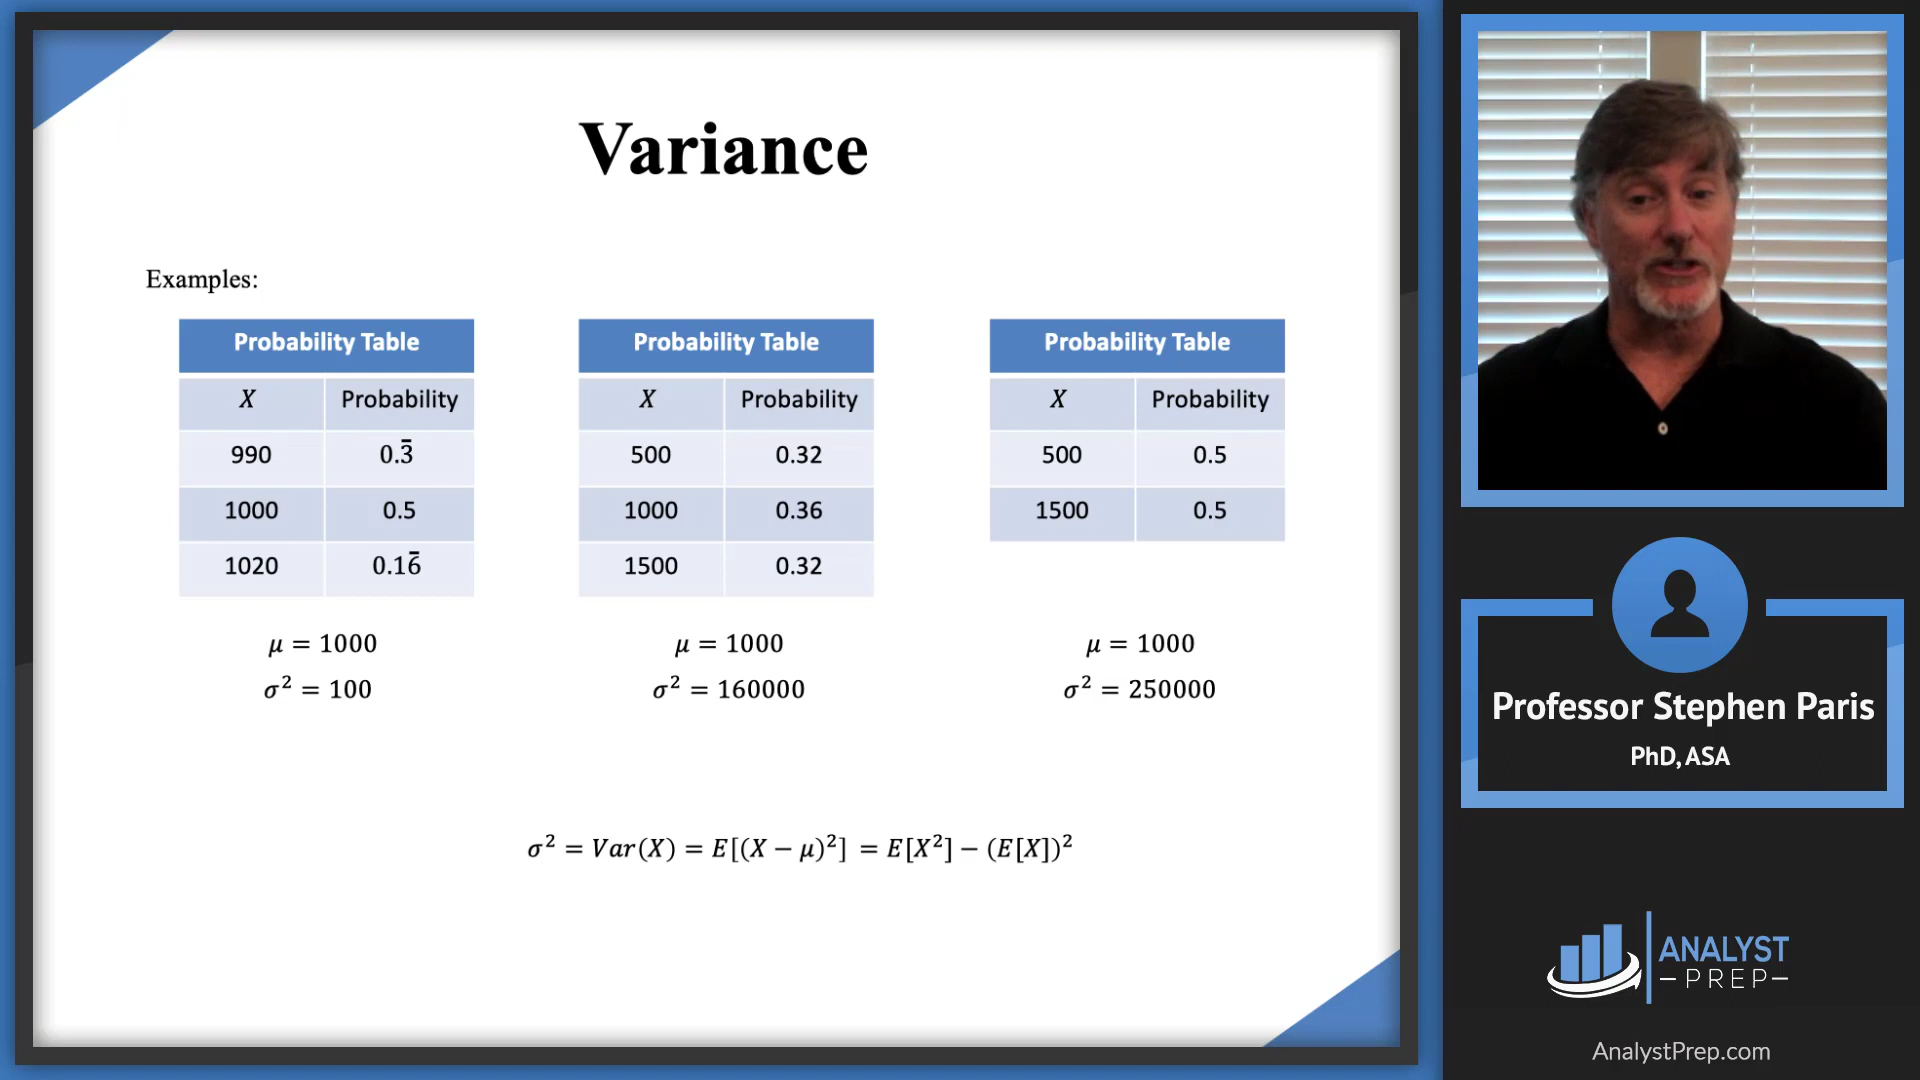 Variance
Examples:
Probability Table
X Probability
990 0.3̄
1000 0.5
1020 0.16̄
μ = 1000
σ² = 100
Probability Table
X Probability
500 0.32
1000 0.36
1500 0.32
μ = 1000
σ² = 160000
Probability Table
X Probability
500 0.5
1500 0.5
μ = 1000
σ² = 250000
σ² = Var(X) = E[(X − μ)²] = E[X²] − (E[X])²
Professor Stephen Paris
PhD, ASA
ANALYST
PREP
AnalystPrep.com